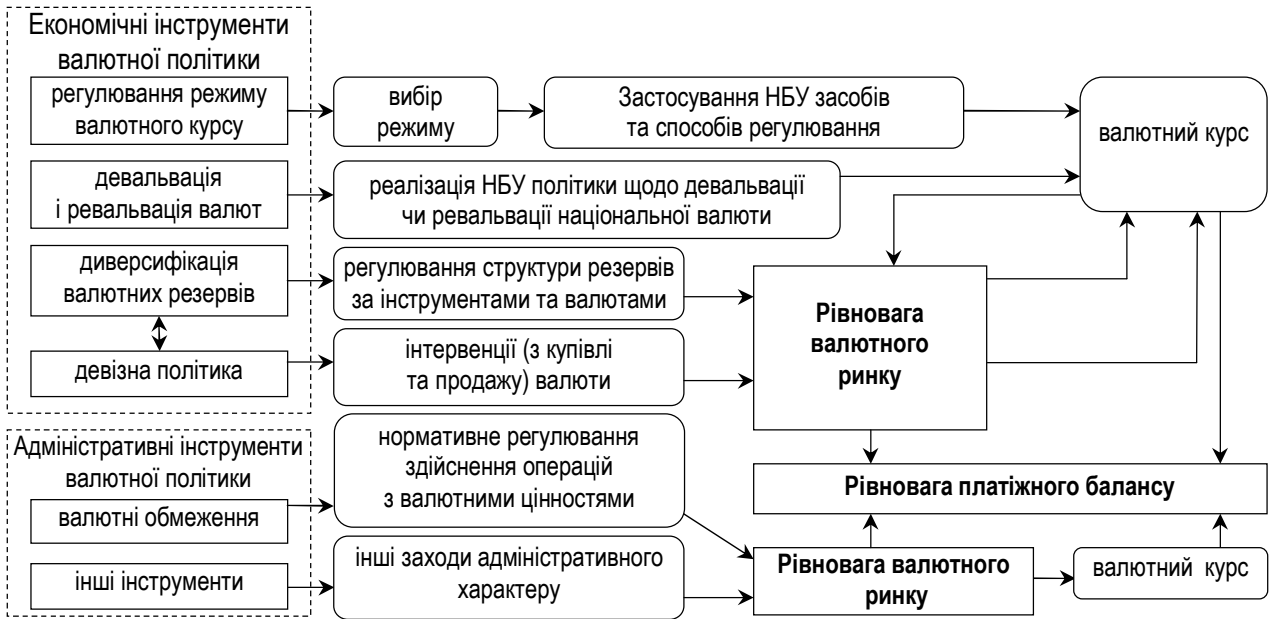 Економічні інструменти
валютної політики
регулювання режиму
валютного курсу
вибір
режиму
Застосування НБУ засобів
та способів регулювання
валютний курс
девальвація
і ревальвація валют
реалізація НБУ політики щодо девальвації
чи ревальвації національної валюти
диверсифікація
валютних резервів
регулювання структури резервів
за інструментами та валютами
Рівновага
валютного
ринку
девізна політика
інтервенції (з купівлі
та продажу) валюти
Адміністративні інструменти
валютної політики
валютні обмеження
нормативне регулювання
здійснення операцій
з валютними цінностями
Рівновага платіжного балансу
інші інструменти
інші заходи адміністративного
характеру
Рівновага валютного
ринку
валютний курс